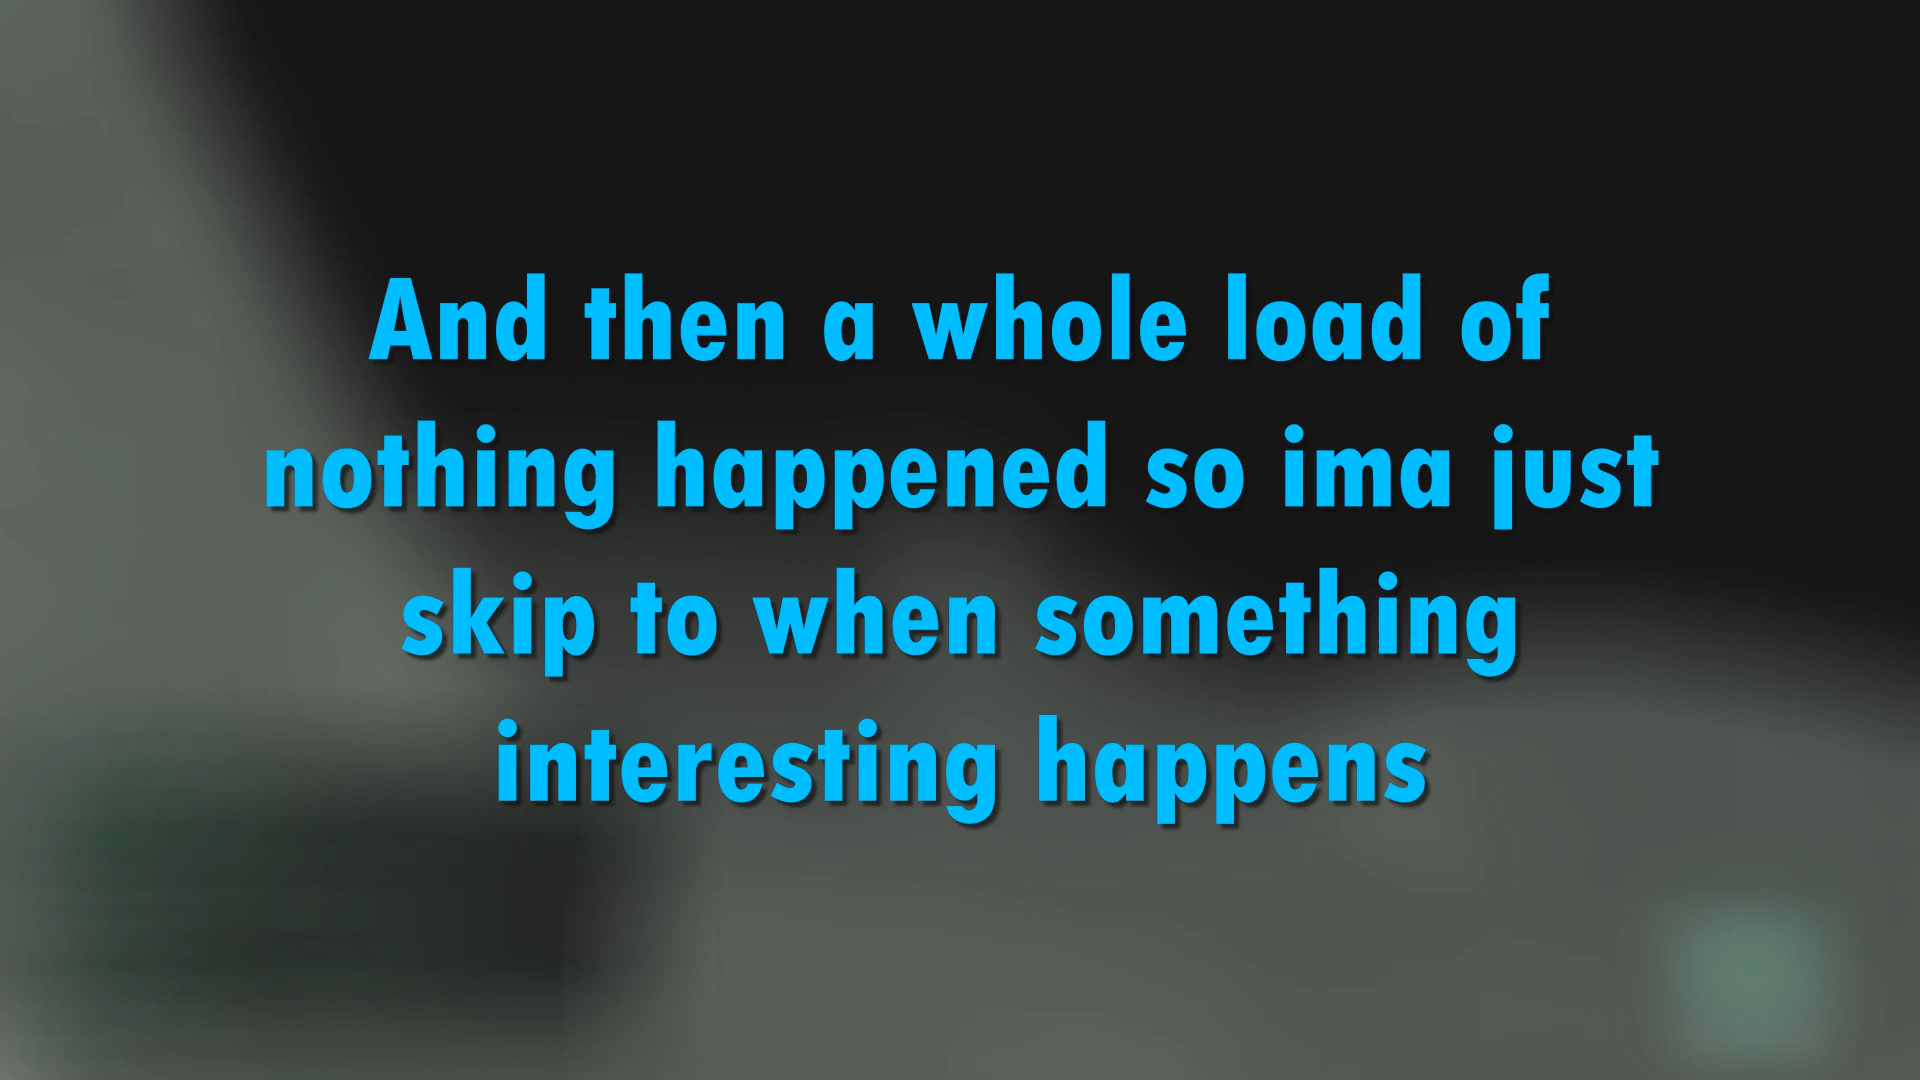 And then a whole load of
nothing happened so ima just
skip to when something
interesting happens